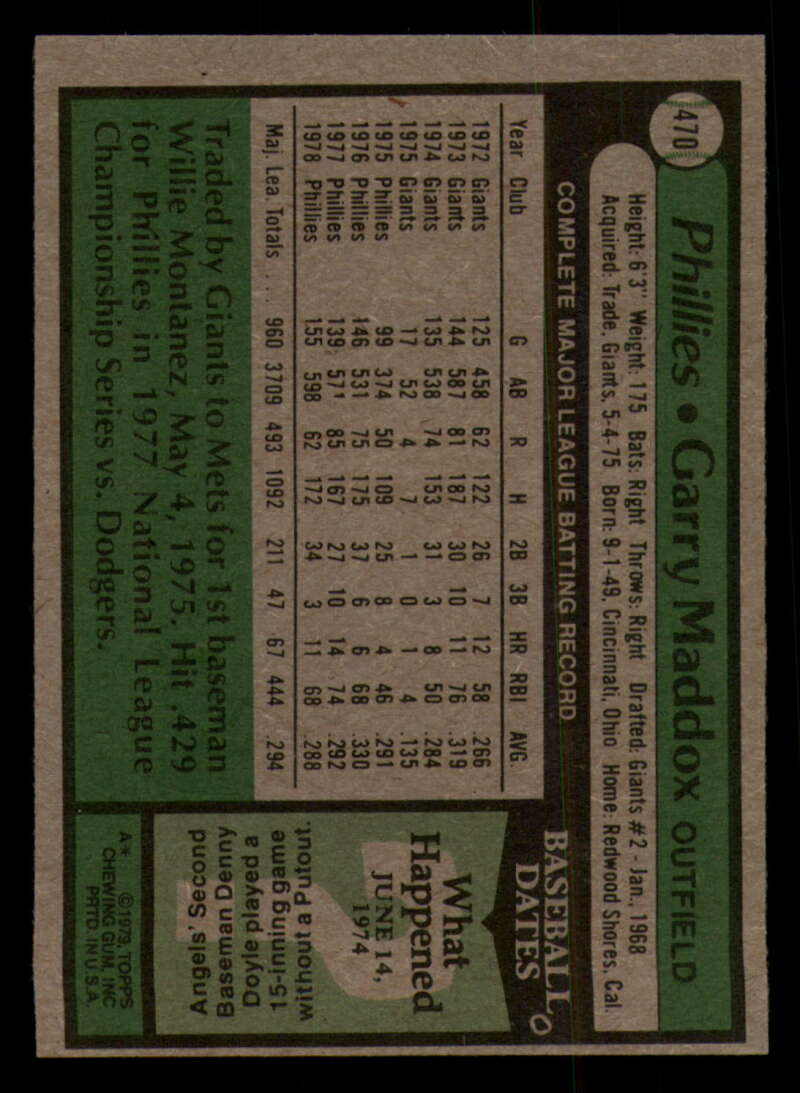 470
Phillies • Garry Maddox OUTFIELD
Height: 6'3" Weight: 175 Bats: Right Throws: Right Drafted: Giants #2 - Jan., 1968
Acquired: Trade, Giants, 5-4-75 Born: 9-1-49, Cincinnati, Ohio Home: Redwood Shores, Cal.
COMPLETE MAJOR LEAGUE BATTING RECORD
Year Club G AB R H 2B 3B HR RBI AVG.
1972 Giants 125 458 62 122 26 7 12 58 .266
1973 Giants 144 587 81 187 30 10 11 76 .319
1974 Giants 135 538 74 153 31 3 8 50 .284
1975 Giants 17 52 4 7 1 0 1 4 .135
1975 Phillies 99 374 50 109 25 8 4 46 .291
1976 Phillies 146 531 75 175 37 6 6 68 .330
1977 Phillies 139 571 85 167 27 10 14 74 .292
1978 Phillies 155 598 62 172 34 3 11 68 .288
Maj. Lea. Totals .... 960 3709 493 1092 211 47 67 444 .294
Traded by Giants to Mets for 1st baseman
Willie Montanez, May 4, 1975. Hit .429
for Phillies in 1977 National League
Championship Series vs. Dodgers.
BASEBALL
DATES
What
Happened
JUNE 14,
1974
?
Angels' Second
Baseman Denny
Doyle played a
15-inning game
without a Putout.
A* ©1979, TOPPS
CHEWING GUM, INC
PRTD. IN U.S.A.